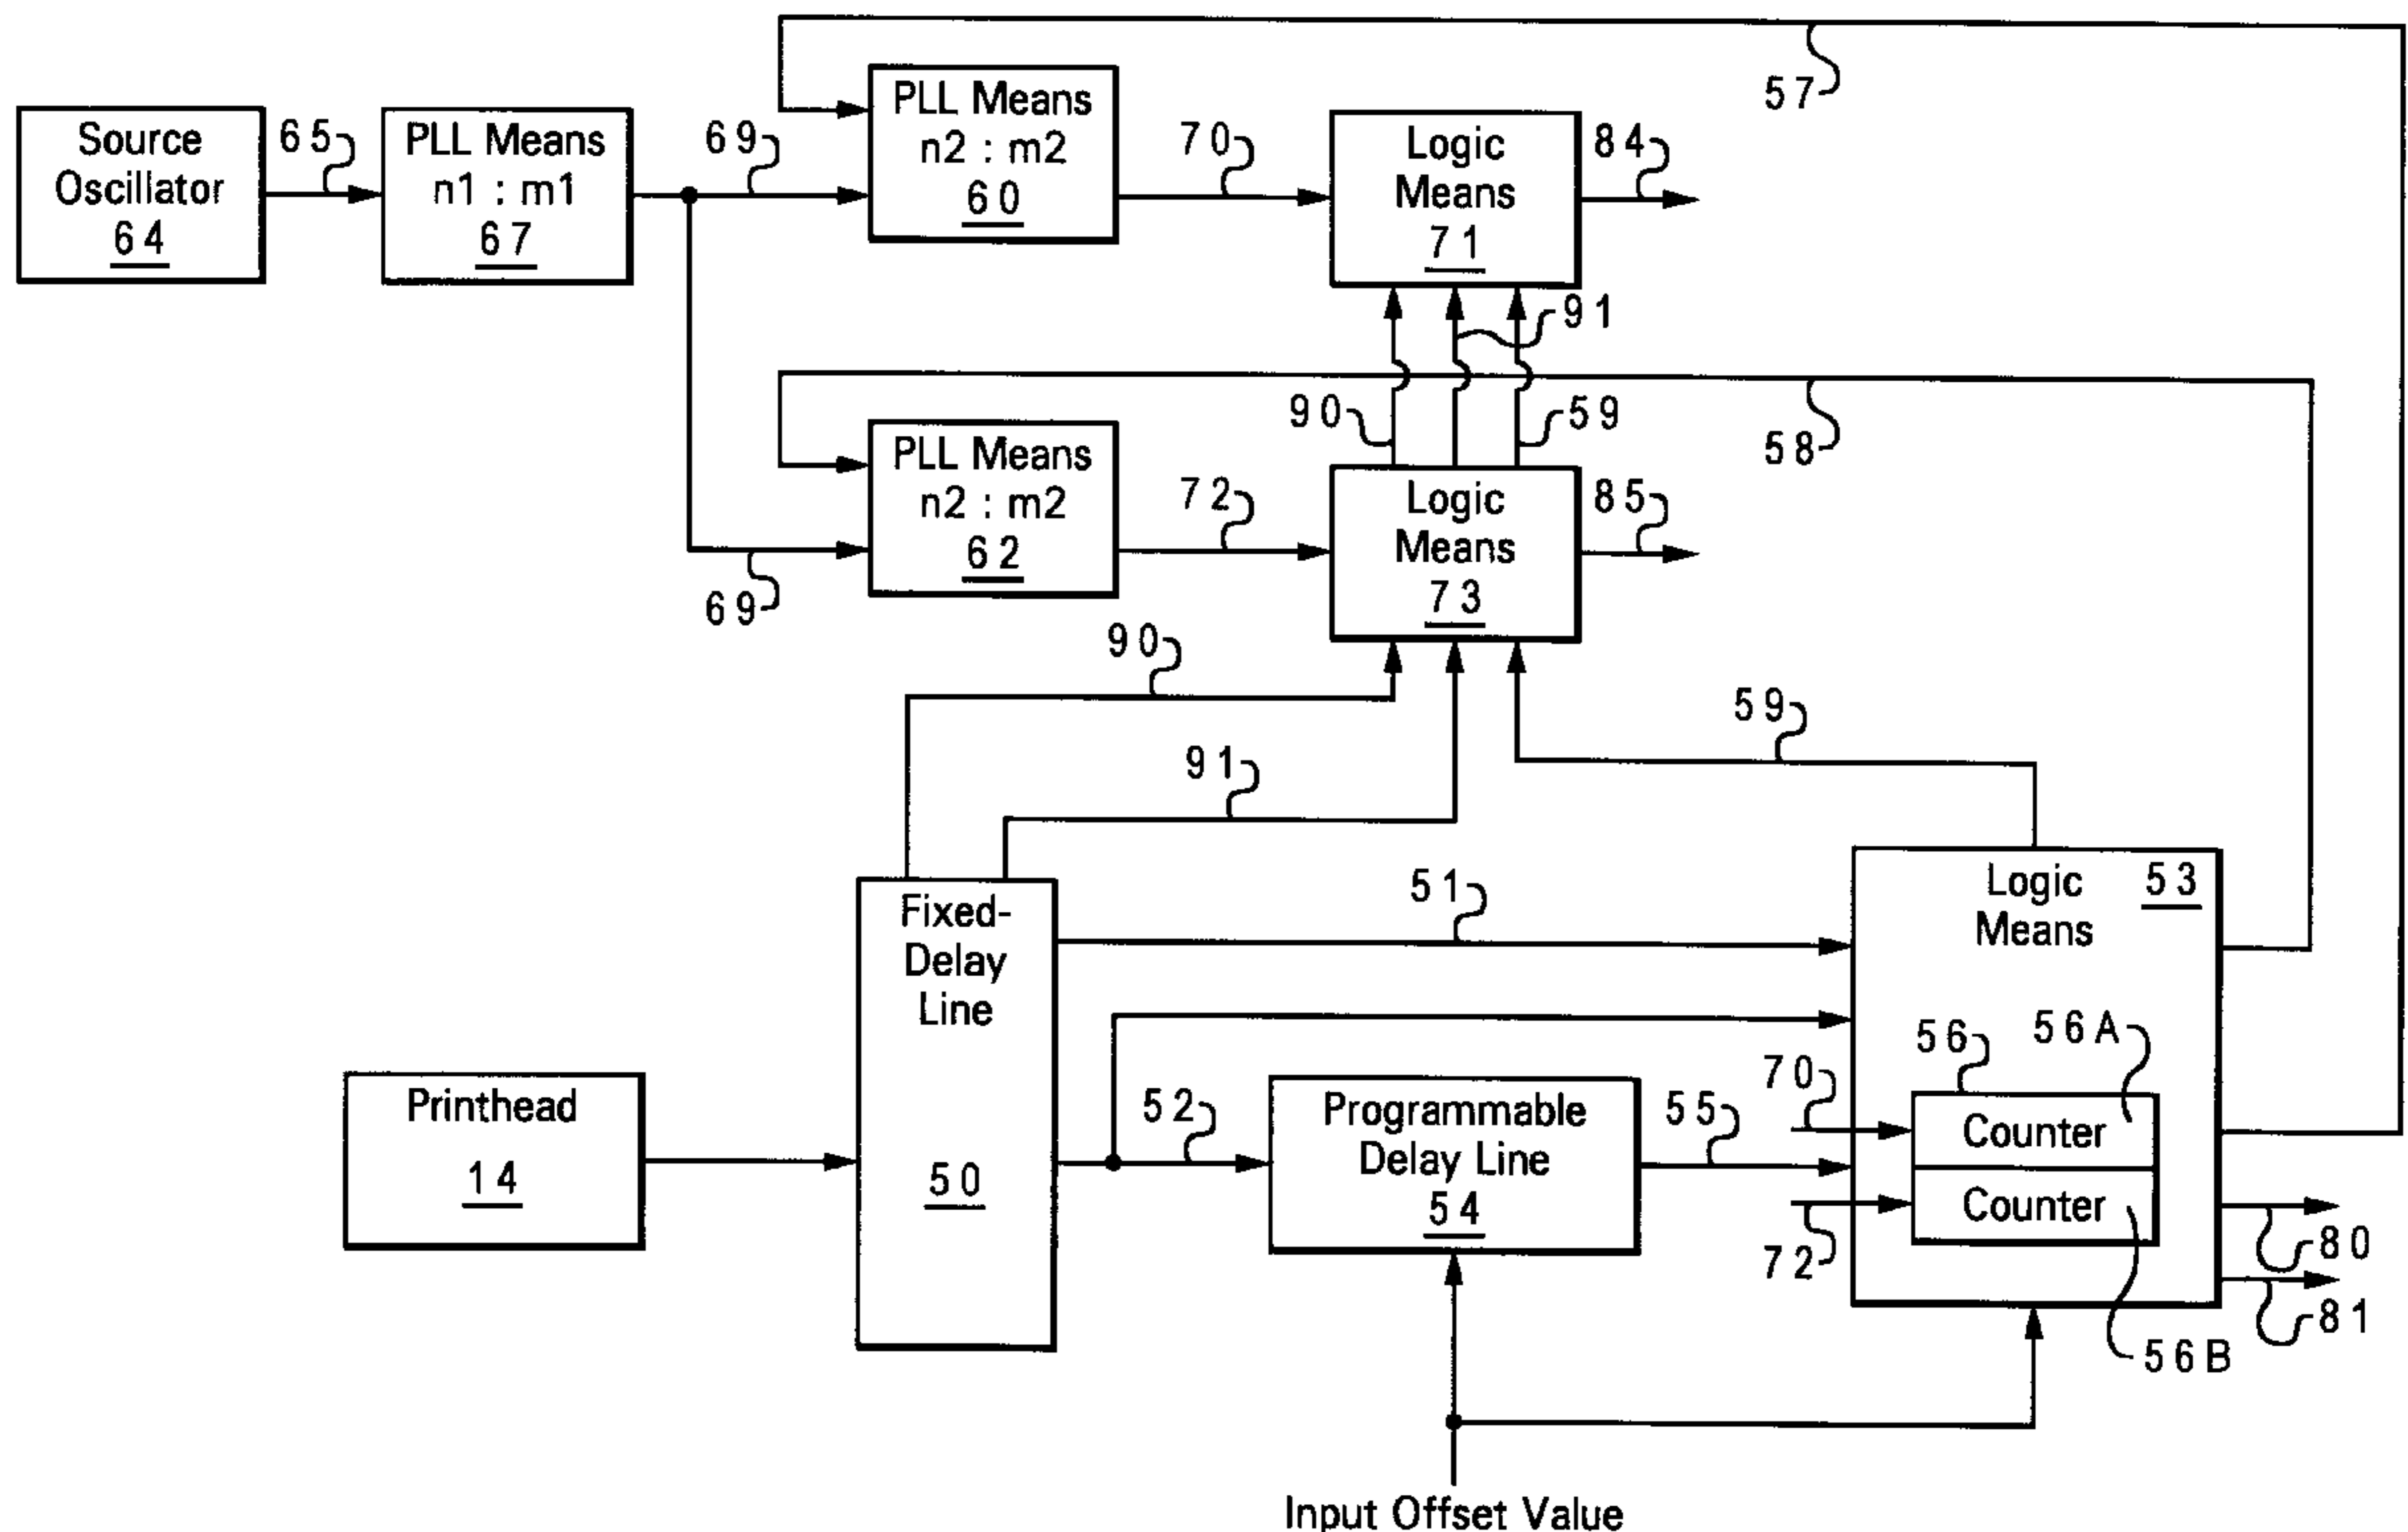 57
Source
Oscillator
64
65
PLL Means
n1 : m1
67
69
PLL Means
n2 : m2
60
70
Logic
Means
71
84
91
90
59
58
PLL Means
n2 : m2
62
72
Logic
Means
73
85
69
90
91
59
51
Fixed-
Delay
Line
50
Printhead
14
52
Programmable
Delay Line
54
55
Logic
Means
53
56
56A
70
Counter
Counter
72
56B
80
81
Input Offset Value